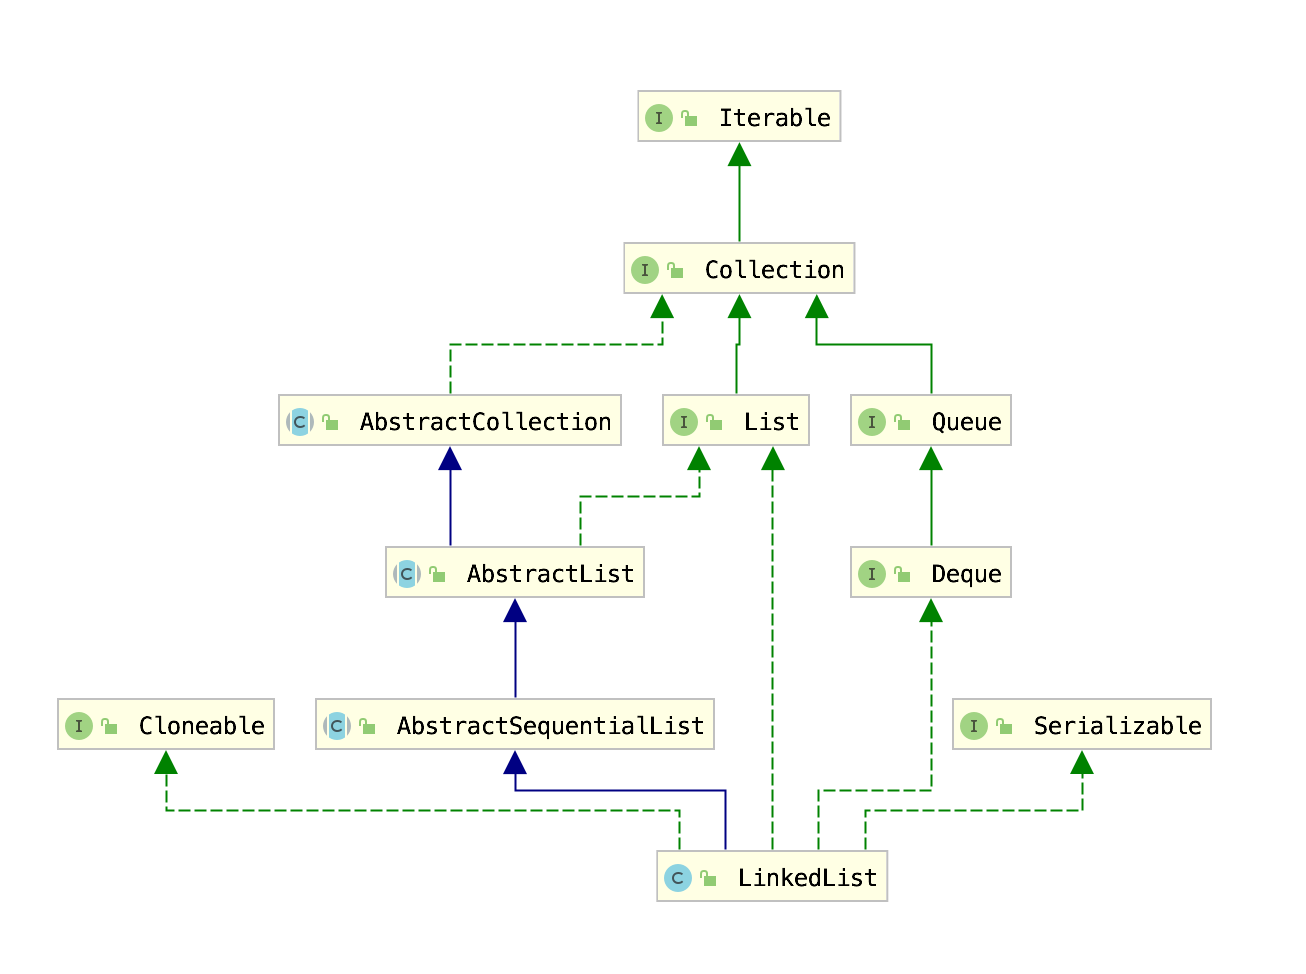 I Iterable
I Collection
C AbstractCollection
I List
I Queue
C AbstractList
I Deque
I Cloneable
C AbstractSequentialList
I Serializable
C LinkedList